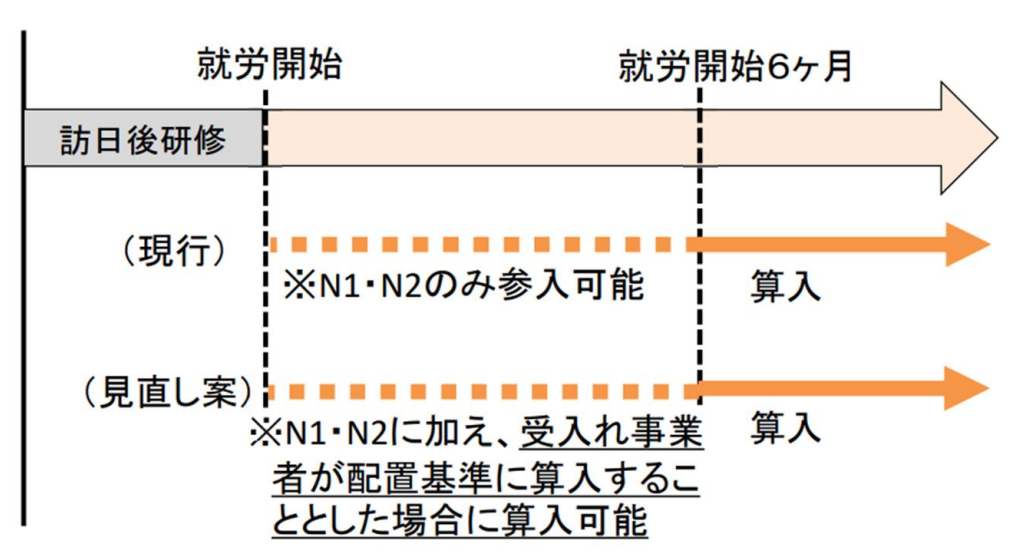 就労開始
就労開始6ヶ月
訪日後研修
（現行）
※N1・N2のみ参入可能
算入
（見直し案）
※N1・N2に加え、受入れ事業
者が配置基準に算入するこ
ととした場合に算入可能
算入